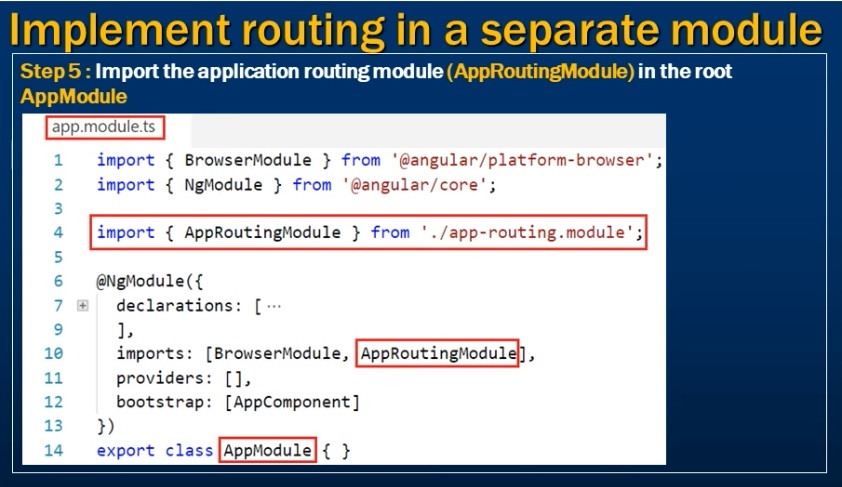 Implement routing in a separate module
Step 5 : Import the application routing module (AppRoutingModule) in the root
AppModule
app.module.ts
1 import { BrowserModule } from '@angular/platform-browser';
2 import { NgModule } from '@angular/core';
3
4 import { AppRoutingModule } from './app-routing.module';
5
6 @NgModule({
7 declarations: [ ...
9 ],
10 imports: [BrowserModule, AppRoutingModule],
11 providers: [],
12 bootstrap: [AppComponent]
13 })
14 export class AppModule { }